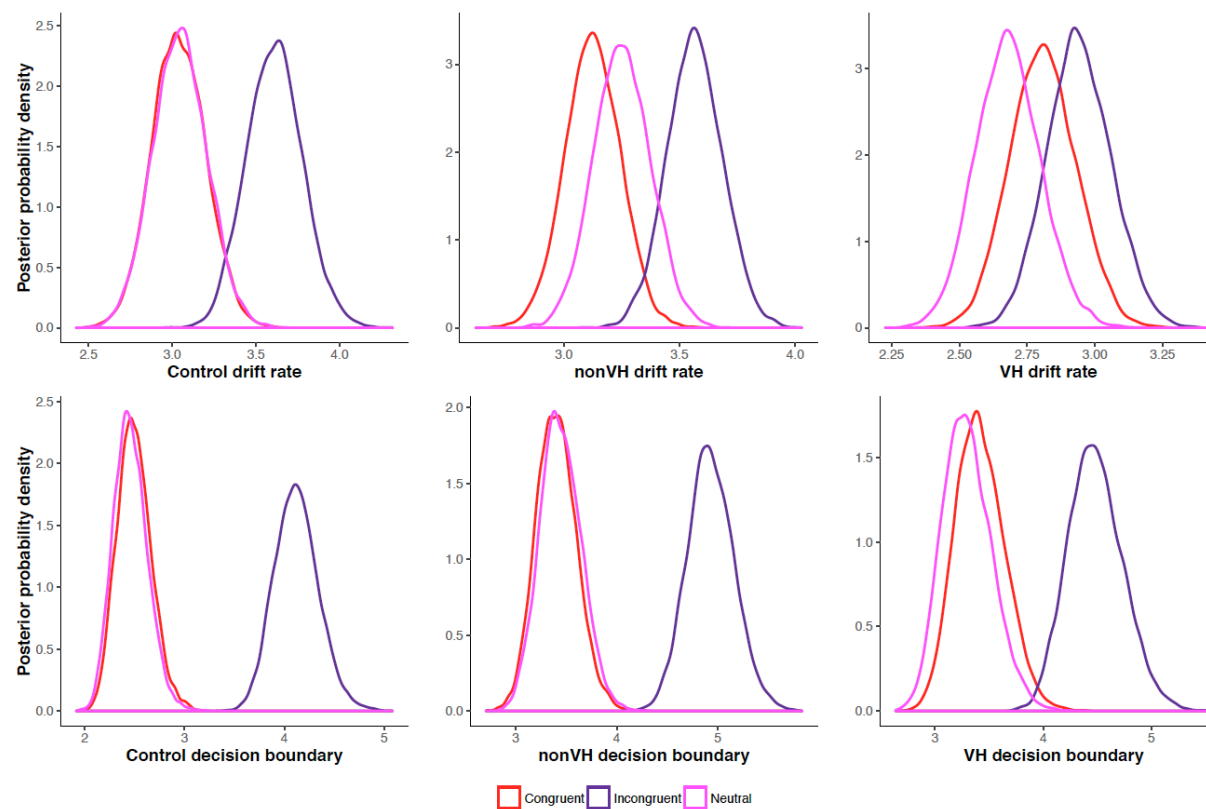 Posterior probability density
2.5
2.0
1.5
1.0
0.5
0.0
2.5 3.0 3.5 4.0
Control drift rate
3
2
1
0
3.0 3.5 4.0
nonVH drift rate
3
2
1
0
2.25 2.50 2.75 3.00 3.25
VH drift rate
Posterior probability density
2.5
2.0
1.5
1.0
0.5
0.0
2 3 4 5
Control decision boundary
2.0
1.5
1.0
0.5
0.0
3 4 5
nonVH decision boundary
1.5
1.0
0.5
0.0
3 4 5
VH decision boundary
Congruent Incongruent Neutral